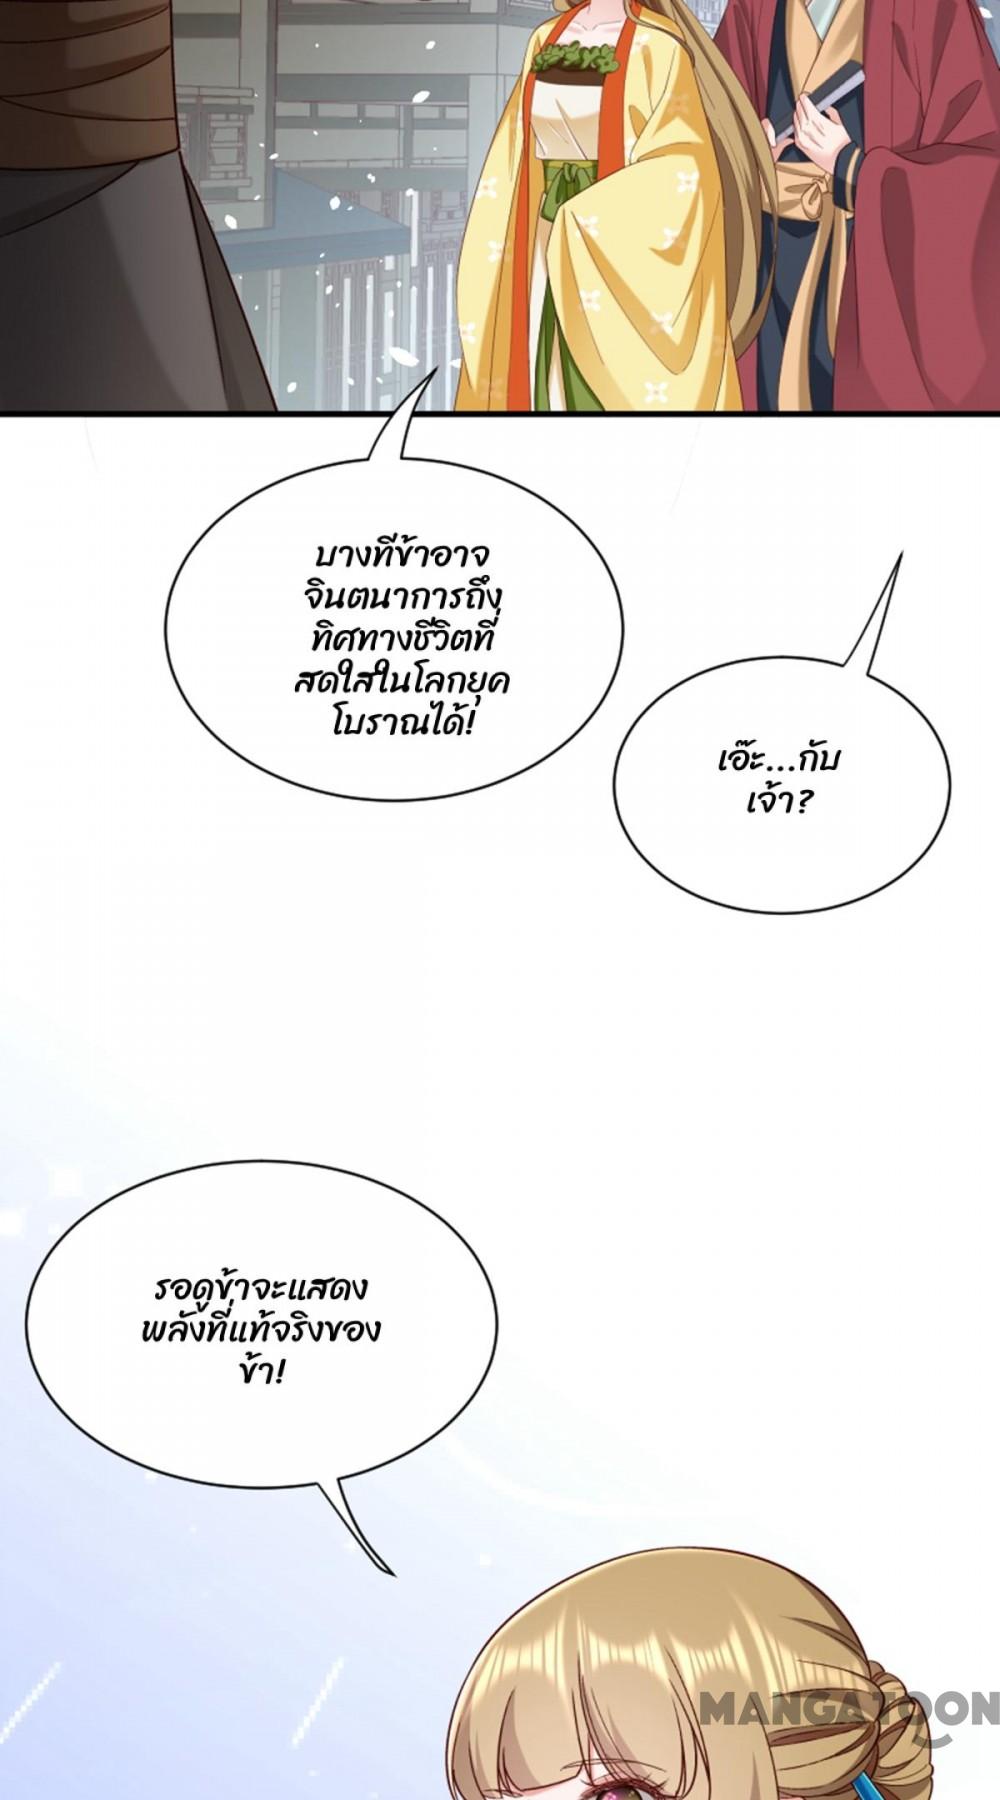 บางทีข้าอาจ
จินตนาการถึง
ทิศทางชีวิตที่
สดใสในโลกยุค
โบราณได้!
เอ๊ะ...กับ
เจ้า?
รอดูข้าจะแสดง
พลังที่แท้จริงของ
ข้า!
MANGATOON